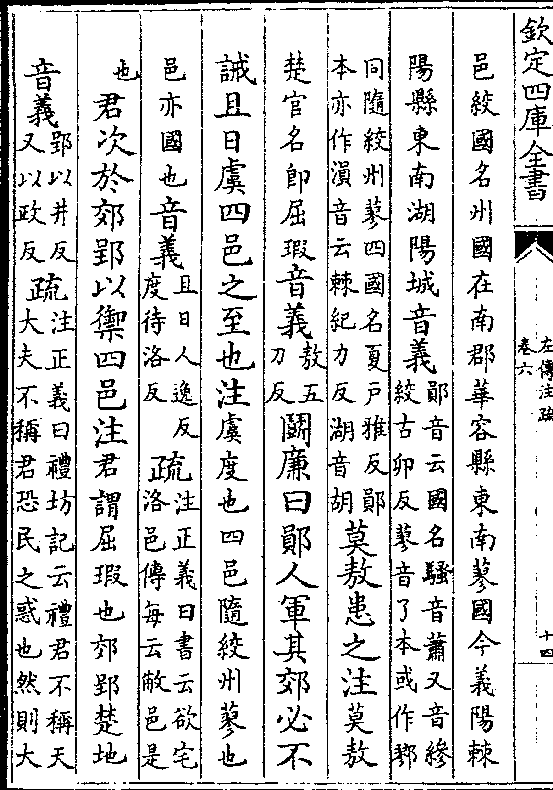 欽定四庫全書
左傳注疏
卷六
十四
邑絞國名州國在南郡華容縣東南蓼國今義陽棘
陽縣東南湖陽城音義
鄖音云國名騷音蕭又音縿
絞古卯反蓼音了本或作鄝
同隨絞州蓼四國名夏戸雅反鄖
本亦作溳音云棘紀力反湖音胡
莫敖患之注莫敖
楚官名即屈瑕音義
敖五
刀反
鬬廉曰鄖人軍其郊必不
誡且日虞四邑之至也注虞度也四邑隨絞州蓼也
邑亦國也音義
且日人逸反
度待洛反
疏
注正義曰書云欲宅
洛邑傳每云敝邑是
也
君次於郊郢以禦四邑注君謂屈瑕也郊郢楚地
音義
郢以井反
又以政反
疏
注正義曰禮坊記云禮君不稱天
大夫不稱君恐民之惑也然則大